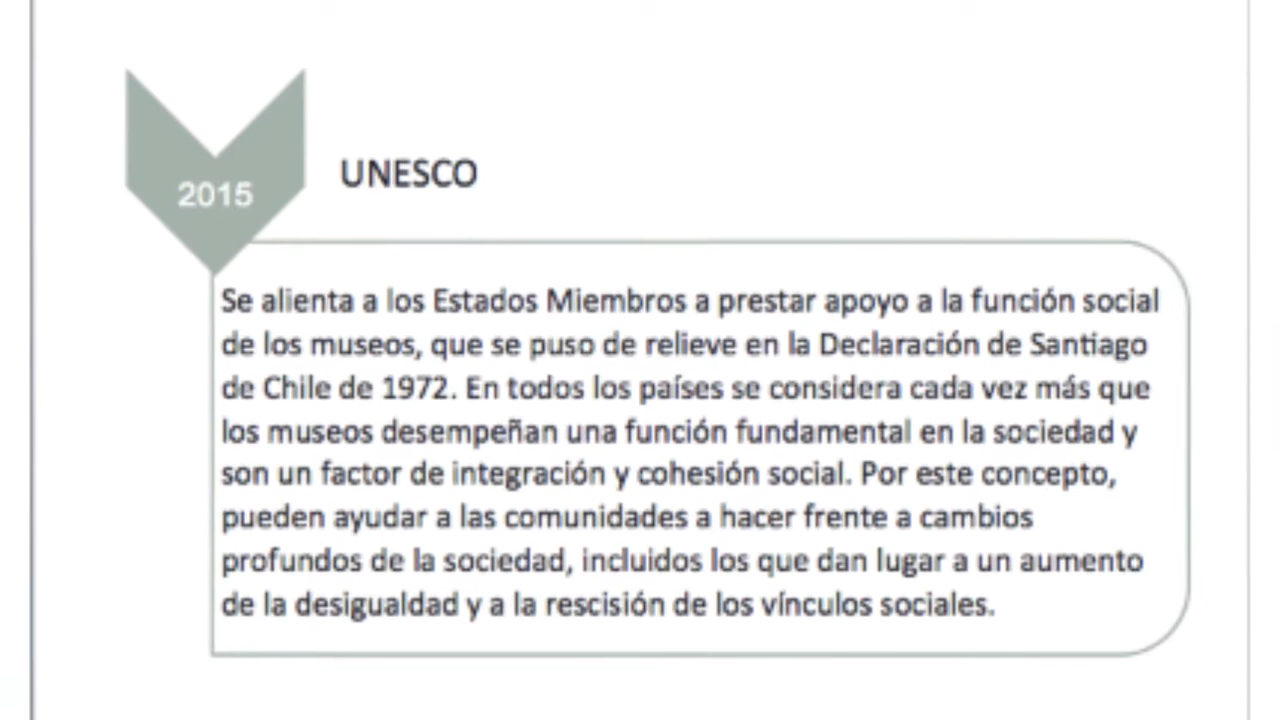 2015
UNESCO
Se alienta a los Estados Miembros a prestar apoyo a la función social
de los museos, que se puso de relieve en la Declaración de Santiago
de Chile de 1972. En todos los países se considera cada vez más que
los museos desempeñan una función fundamental en la sociedad y
son un factor de integración y cohesión social. Por este concepto,
pueden ayudar a las comunidades a hacer frente a cambios
profundos de la sociedad, incluidos los que dan lugar a un aumento
de la desigualdad y a la rescisión de los vínculos sociales.